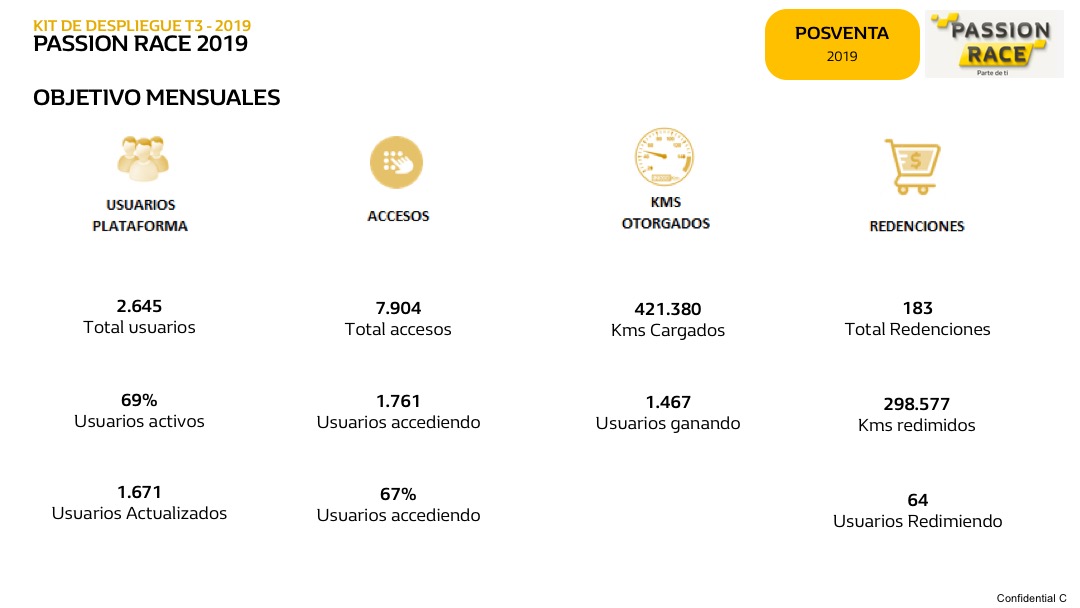 KIT DE DESPLIEGUE T3 - 2019
PASSION RACE 2019
POSVENTA
2019
PASSION
RACE
Parte de ti
OBJETIVO MENSUALES
USUARIOS
PLATAFORMA
ACCESOS
KMS
OTORGADOS
REDENCIONES
2.645
Total usuarios
7.904
Total accesos
421.380
Kms Cargados
183
Total Redenciones
69%
Usuarios activos
1.761
Usuarios accediendo
1.467
Usuarios ganando
298.577
Kms redimidos
1.671
Usuarios Actualizados
67%
Usuarios accediendo
64
Usuarios Redimiendo
Confidential C